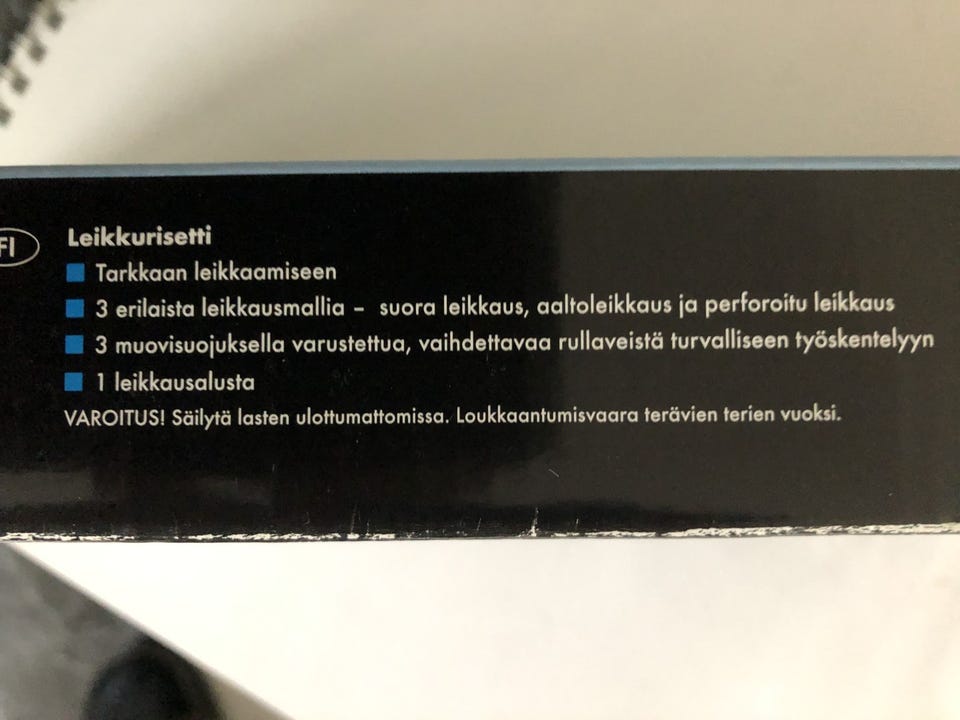 FI
Leikkurisetti
Tarkkaan leikkaamiseen
3 erilaista leikkausmallia – suora leikkaus, aaltoleikkaus ja perforoitu leikkaus
3 muovisuojuksella varustettua, vaihdettavaa rullaveistä turvalliseen työskentelyyn
1 leikkausalusta
VAROITUS! Säilytä lasten ulottumattomissa. Loukkaantumisvaara terävien terien vuoksi.